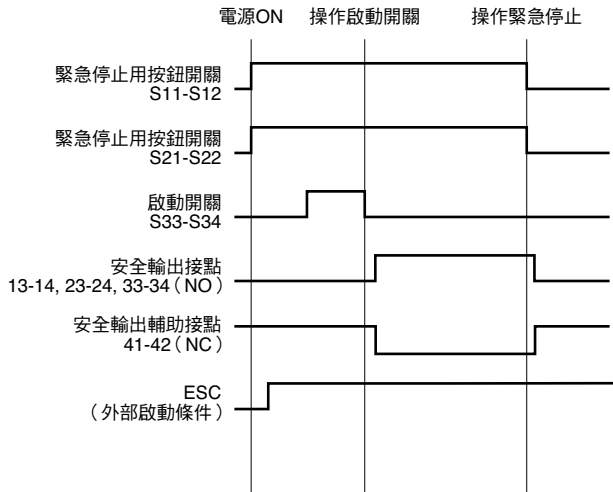 電源ON 操作啟動開關 操作緊急停止
緊急停止用按鈕開關
S11-S12
緊急停止用按鈕開關
S21-S22
啟動開關
S33-S34
安全輸出接點
13-14, 23-24, 33-34（NO）
安全輸出輔助接點
41-42（NC）
ESC
（外部啟動條件）